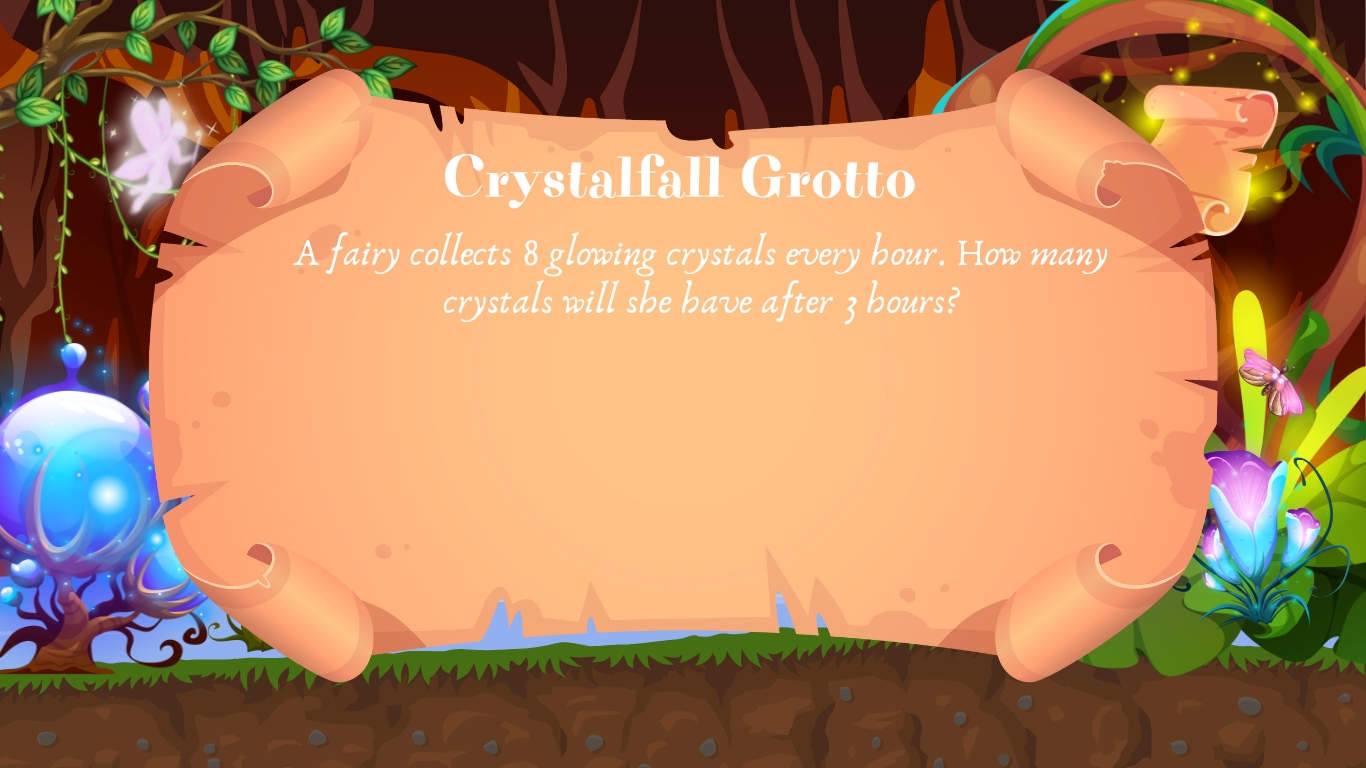 Crystalfall Grotto
A fairy collects 8 glowing crystals every hour. How many
crystals will she have after 3 hours?